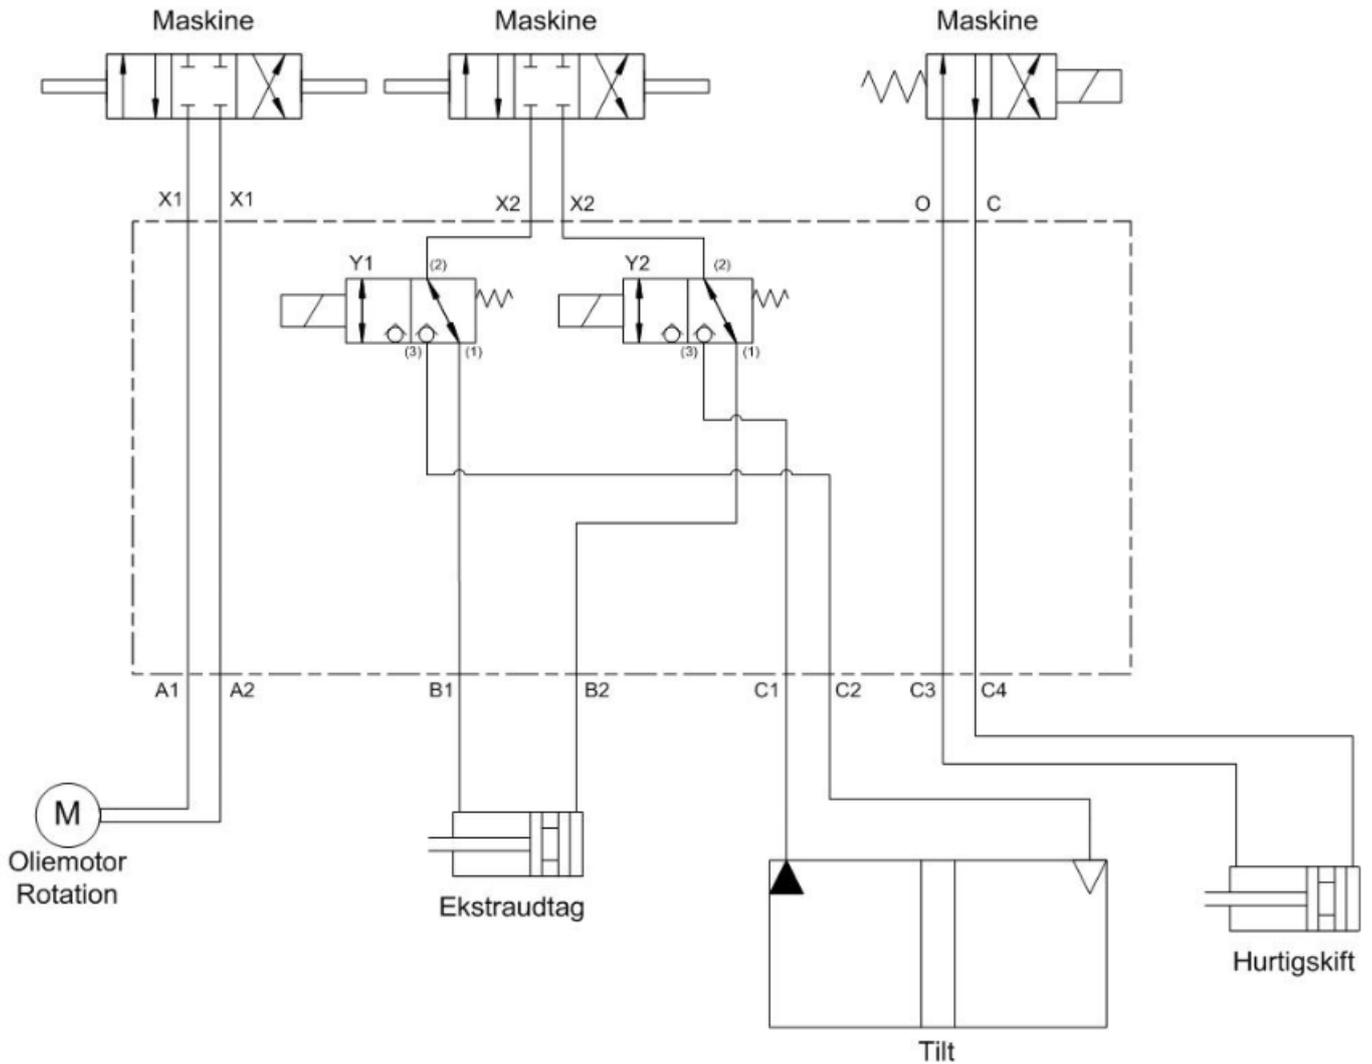 Maskine
Maskine
Maskine
X1
X1
X2
X2
O
C
Y1
(2)
Y2
(2)
(3)
(1)
(3)
(1)
A1
A2
B1
B2
C1
C2
C3
C4
M
Oliemotor
Rotation
Ekstraudtag
Hurtigskift
Tilt